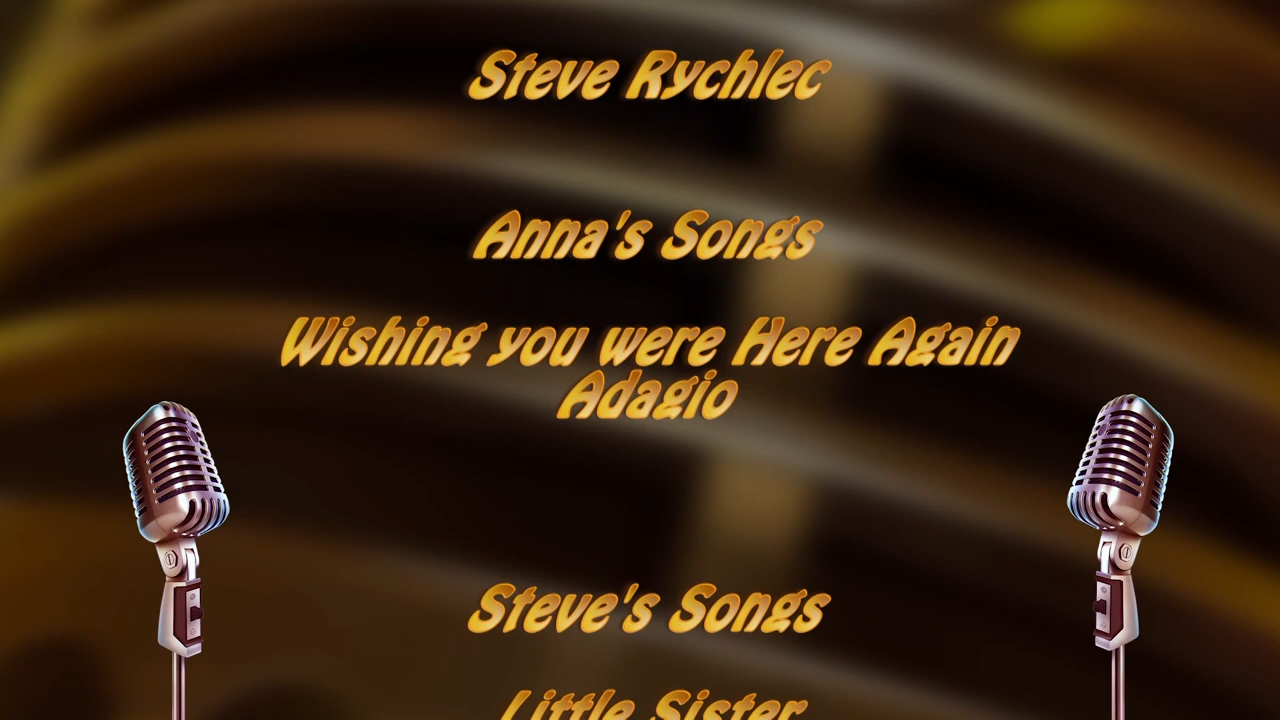 Steve Rychlec
Anna's Songs
Wishing you were Here Again
Adagio
Steve's Songs
Little Sister